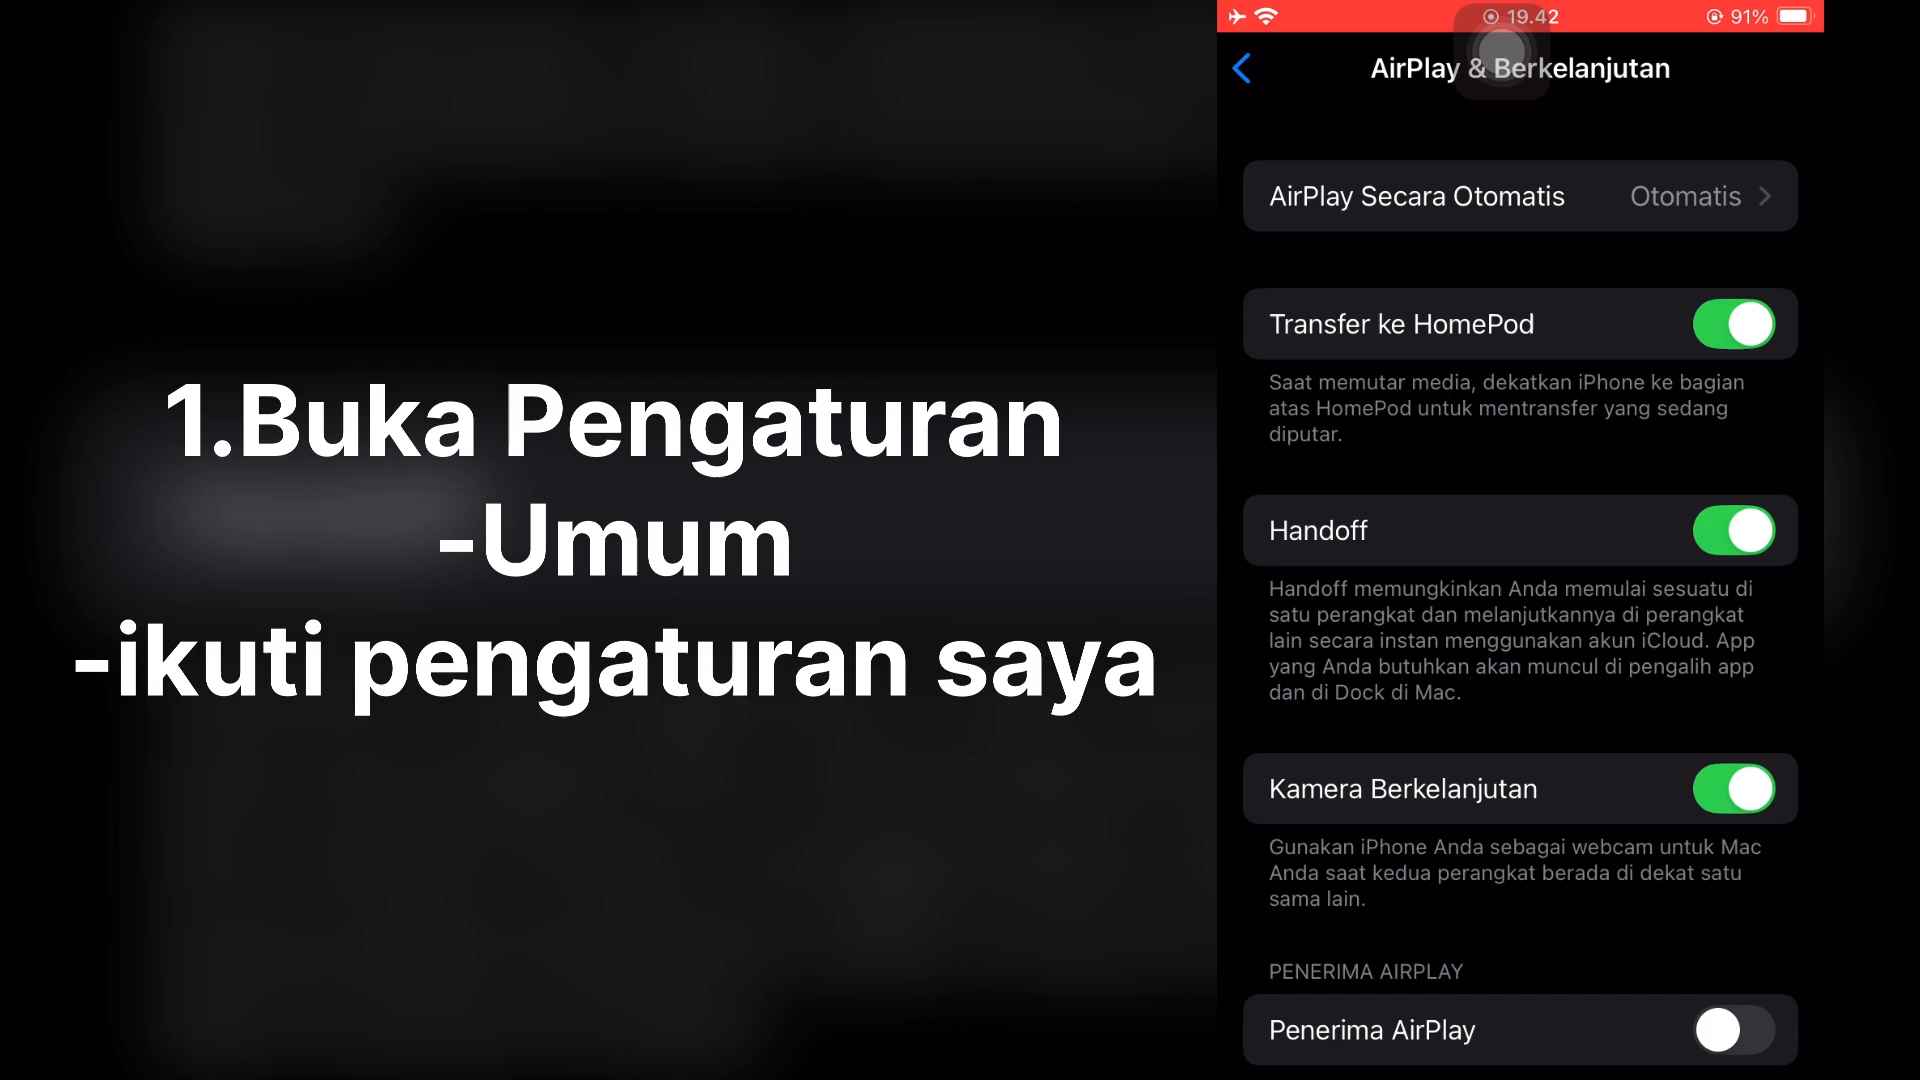 1.Buka Pengaturan
-Umum
-ikuti pengaturan saya
19.42
91%
AirPlay & Berkelanjutan
AirPlay Secara Otomatis Otomatis
Transfer ke HomePod
Saat memutar media, dekatkan iPhone ke bagian
atas HomePod untuk mentransfer yang sedang
diputar.
Handoff
Handoff memungkinkan Anda memulai sesuatu di
satu perangkat dan melanjutkannya di perangkat
lain secara instan menggunakan akun iCloud. App
yang Anda butuhkan akan muncul di pengalih app
dan di Dock di Mac.
Kamera Berkelanjutan
Gunakan iPhone Anda sebagai webcam untuk Mac
Anda saat kedua perangkat berada di dekat satu
sama lain.
PENERIMA AIRPLAY
Penerima AirPlay